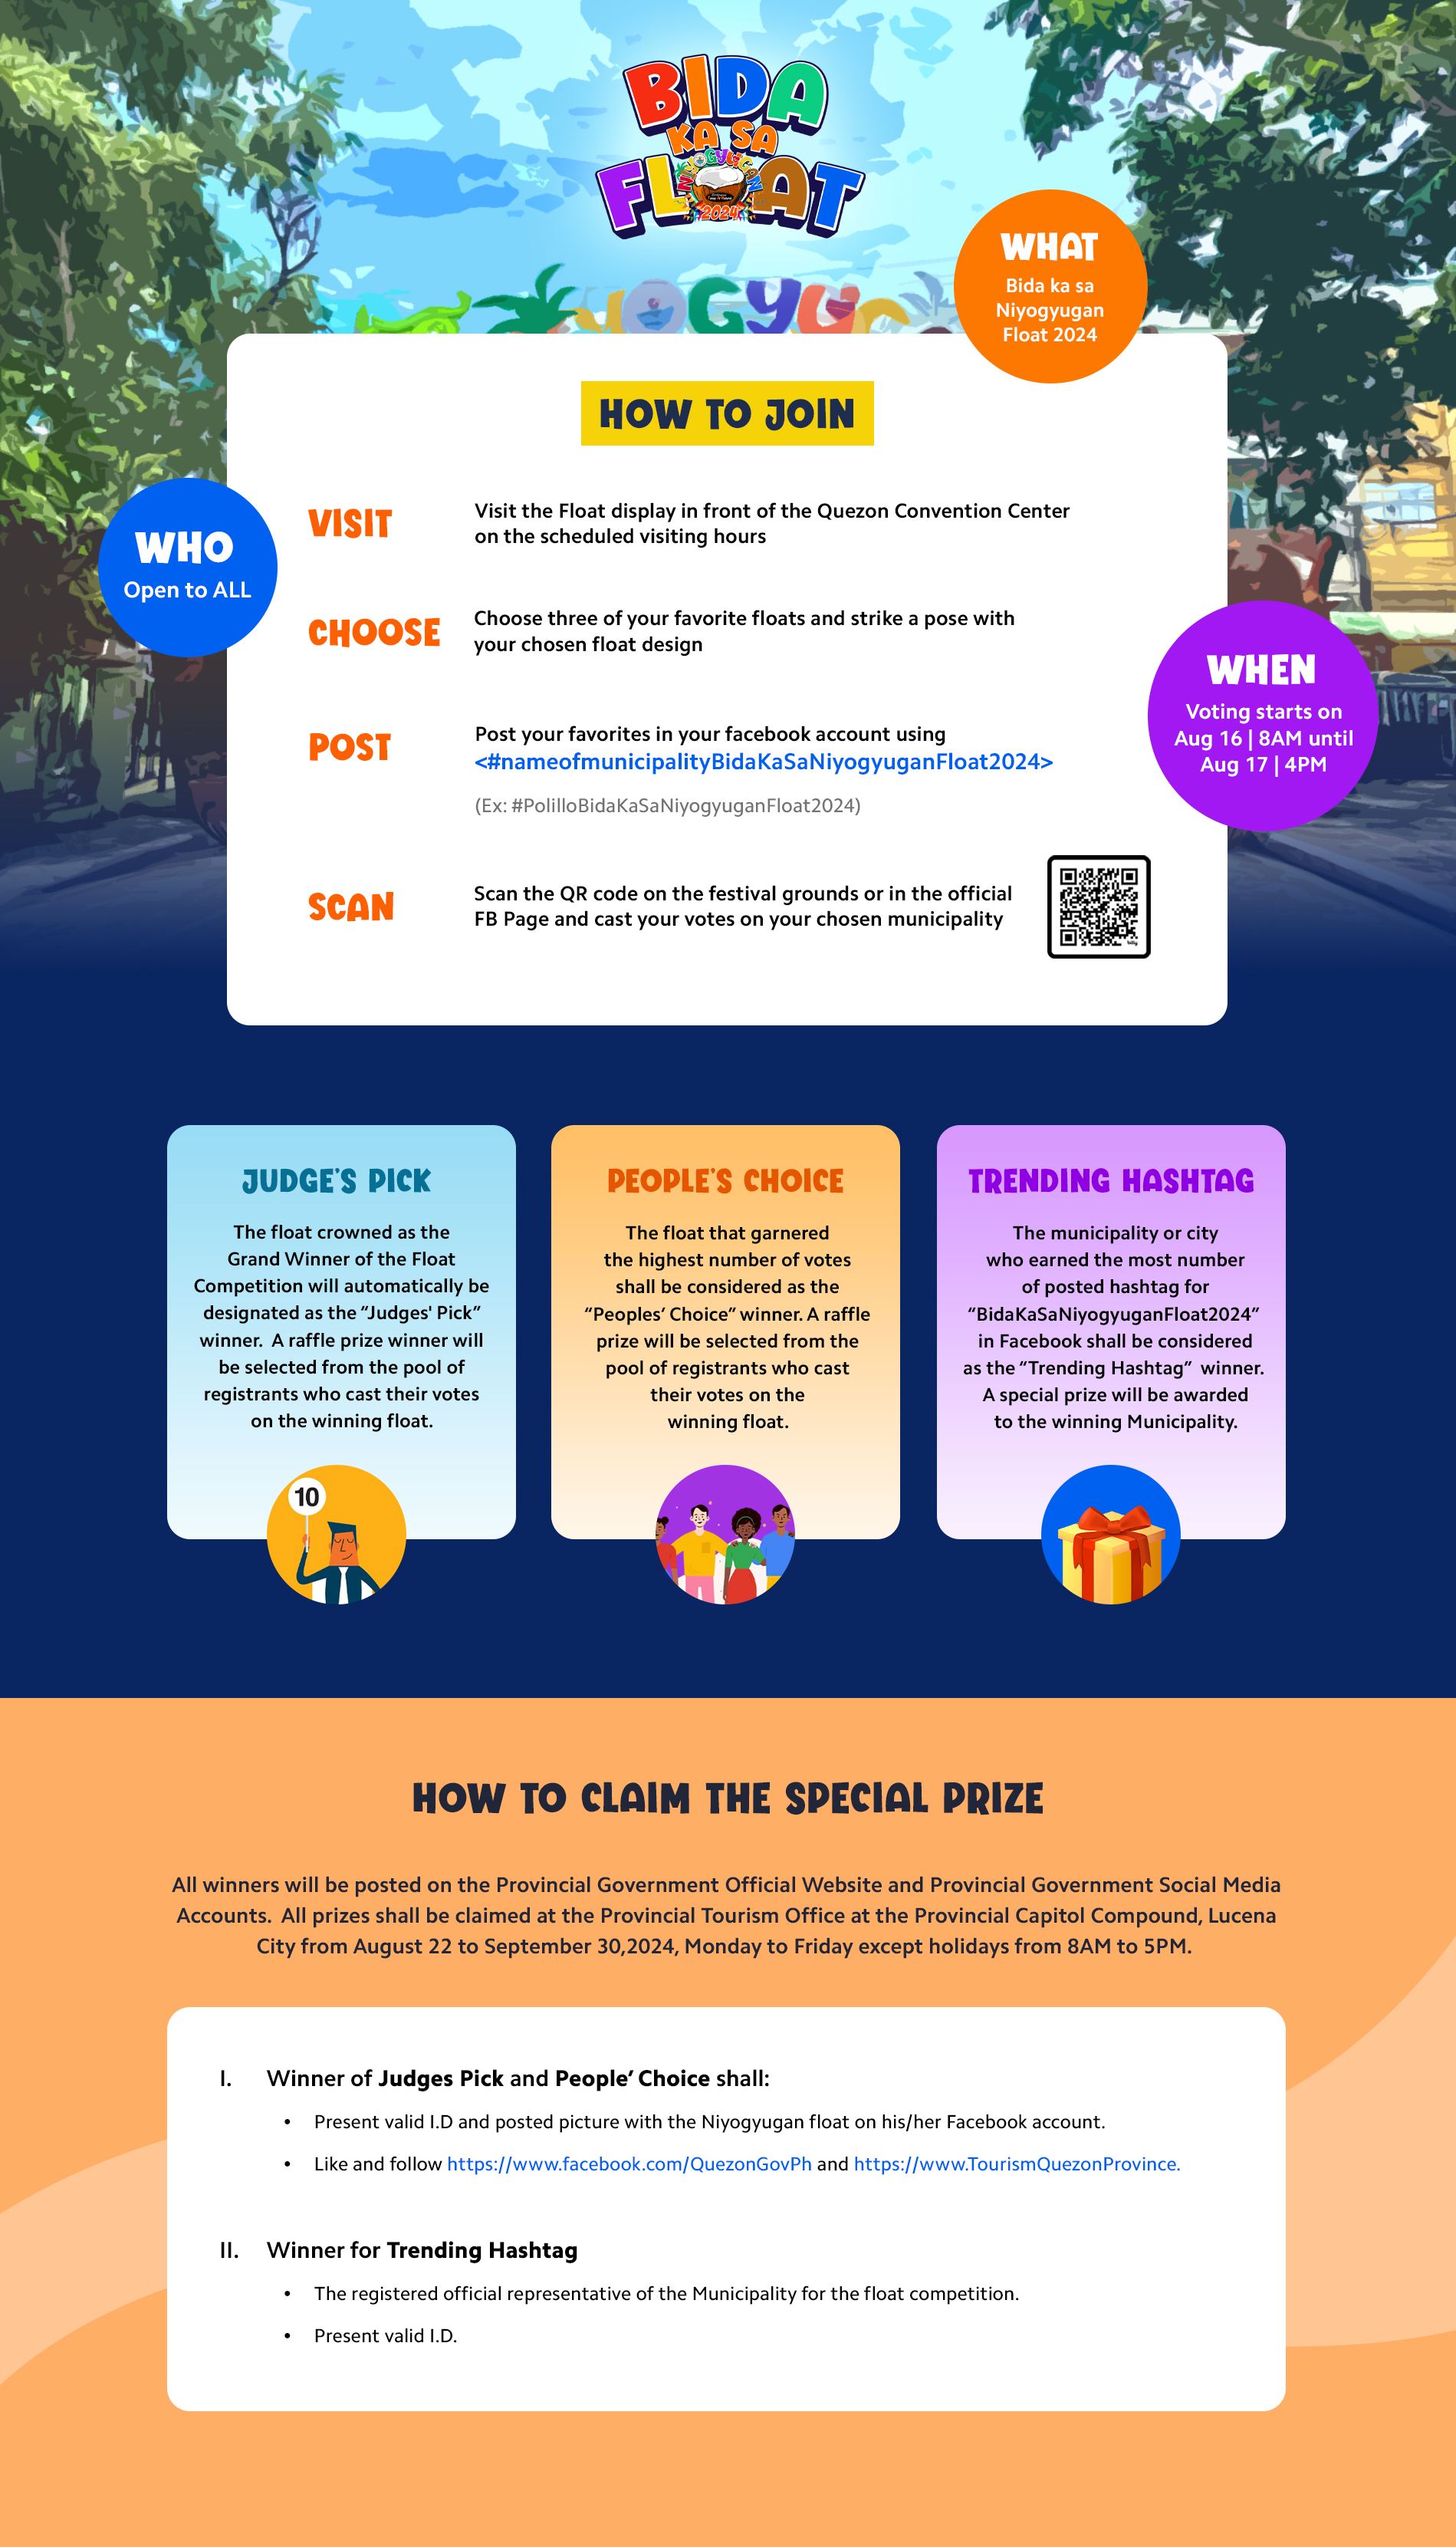 BIDA
KA SA
NIYOGYUGAN
FLOAT
2024
WHAT
Bida ka sa
Niyogyugan
Float 2024
HOW TO JOIN
WHO
Open to ALL
VISIT
Visit the Float display in front of the Quezon Convention Center
on the scheduled visiting hours
CHOOSE
Choose three of your favorite floats and strike a pose with
your chosen float design
WHEN
Voting starts on
Aug 16 | 8AM until
Aug 17 | 4PM
POST
Post your favorites in your facebook account using
<#nameofmunicipalityBidaKaSaNiyogyuganFloat2024>
(Ex: #PolilloBidaKaSaNiyogyuganFloat2024)
SCAN
Scan the QR code on the festival grounds or in the official
FB Page and cast your votes on your chosen municipality
JUDGE'S PICK
The float crowned as the
Grand Winner of the Float
Competition will automatically be
designated as the “Judges' Pick”
winner. A raffle prize winner will
be selected from the pool of
registrants who cast their votes
on the winning float.
10
PEOPLE'S CHOICE
The float that garnered
the highest number of votes
shall be considered as the
“Peoples’ Choice” winner. A raffle
prize will be selected from the
pool of registrants who cast
their votes on the
winning float.
TRENDING HASHTAG
The municipality or city
who earned the most number
of posted hashtag for
“BidaKaSaNiyogyuganFloat2024”
in Facebook shall be considered
as the “Trending Hashtag” winner.
A special prize will be awarded
to the winning Municipality.
HOW TO CLAIM THE SPECIAL PRIZE
All winners will be posted on the Provincial Government Official Website and Provincial Government Social Media
Accounts. All prizes shall be claimed at the Provincial Tourism Office at the Provincial Capitol Compound, Lucena
City from August 22 to September 30,2024, Monday to Friday except holidays from 8AM to 5PM.
I. Winner of Judges Pick and People’ Choice shall:
• Present valid I.D and posted picture with the Niyogyugan float on his/her Facebook account.
• Like and follow https://www.facebook.com/QuezonGovPh and https://www.TourismQuezonProvince.
II. Winner for Trending Hashtag
• The registered official representative of the Municipality for the float competition.
• Present valid I.D.